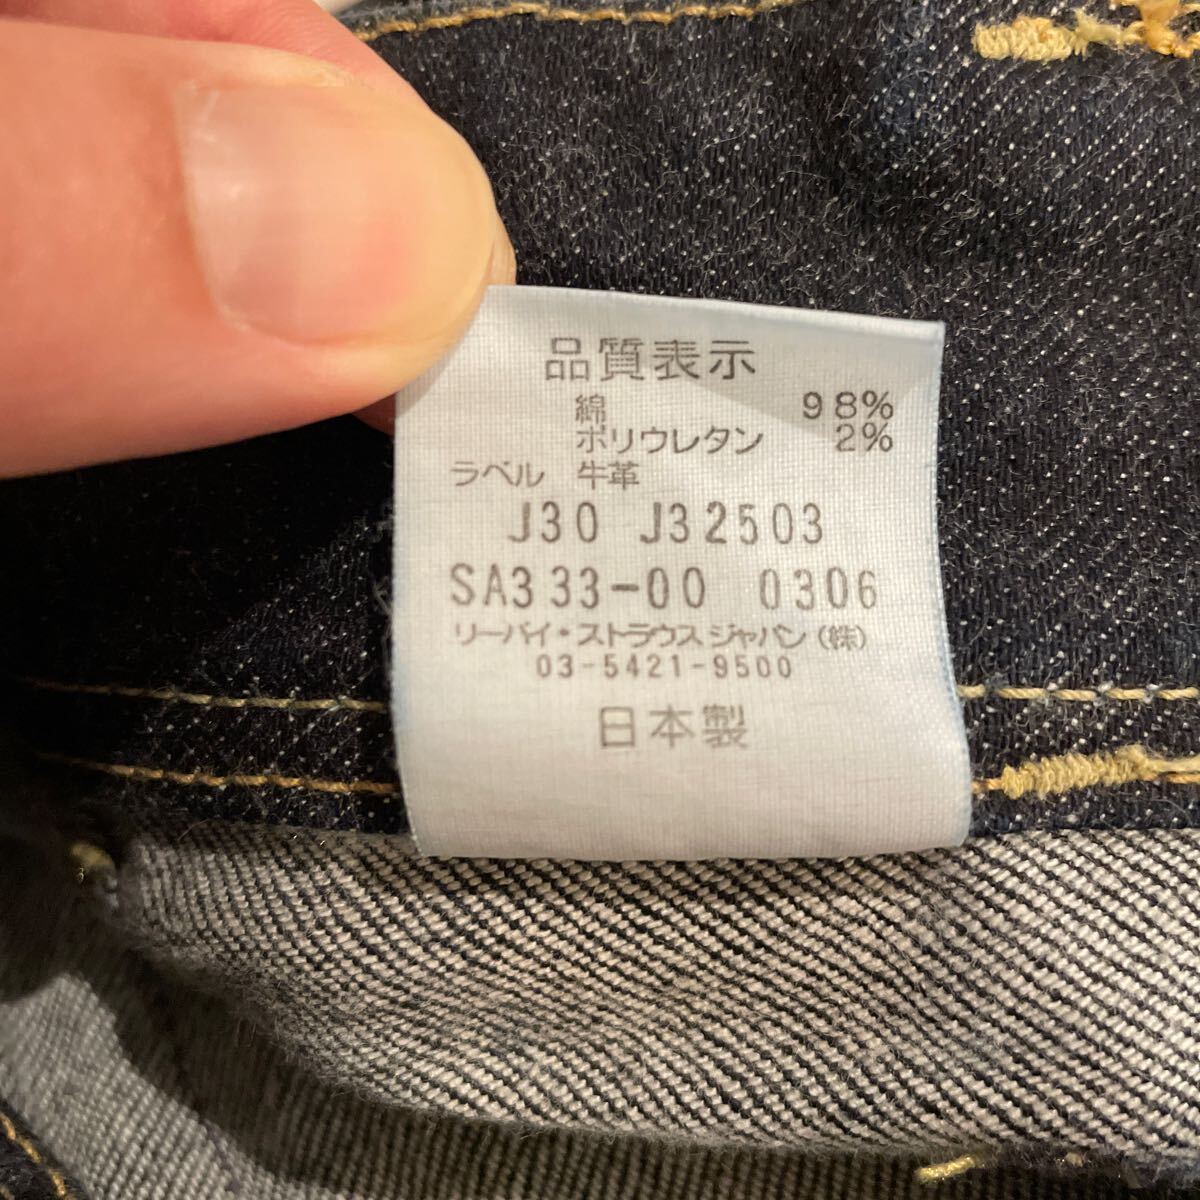 品質表示
綿 98%
ポリウレタン 2%
ラベル 牛革
J30 J32503
SA333-00 0306
リーバイ・ストラウスジャパン(株)
03-5421-9500
日本製